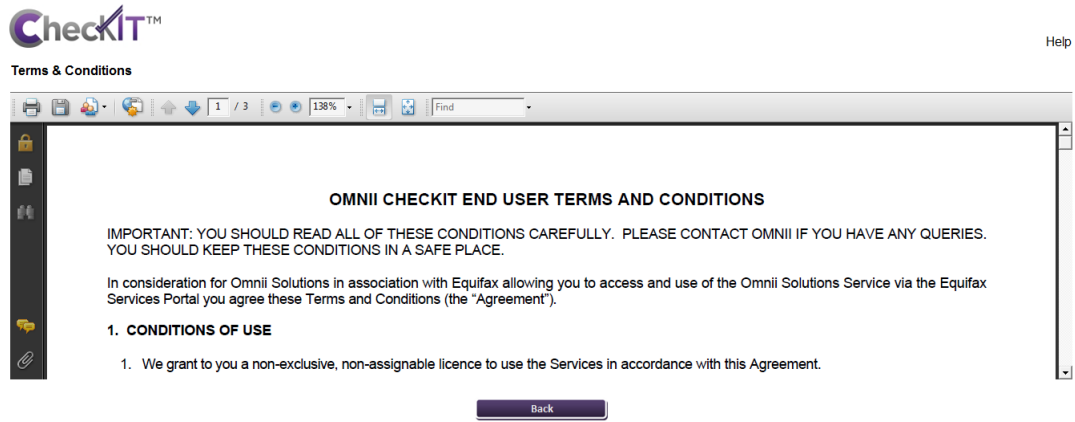 CheckIT™
Help
Terms & Conditions
1 / 3 138% Find
OMNII CHECKIT END USER TERMS AND CONDITIONS
IMPORTANT: YOU SHOULD READ ALL OF THESE CONDITIONS CAREFULLY. PLEASE CONTACT OMNII IF YOU HAVE ANY QUERIES.
YOU SHOULD KEEP THESE CONDITIONS IN A SAFE PLACE.
In consideration for Omnii Solutions in association with Equifax allowing you to access and use of the Omnii Solutions Service via the Equifax
Services Portal you agree these Terms and Conditions (the “Agreement”).
1. CONDITIONS OF USE
1. We grant to you a non-exclusive, non-assignable licence to use the Services in accordance with this Agreement.
Back